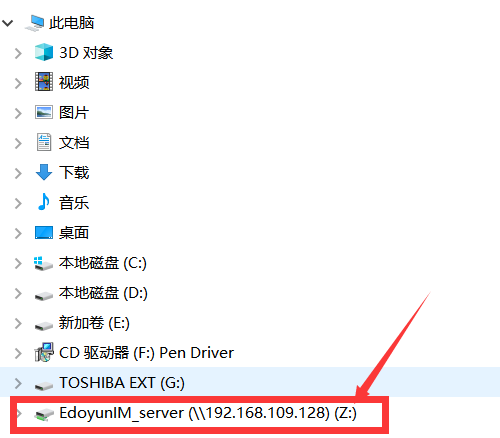 此电脑
3D 对象
视频
图片
文档
下载
音乐
桌面
本地磁盘 (C:)
本地磁盘 (D:)
新加卷 (E:)
CD 驱动器 (F:) Pen Driver
TOSHIBA EXT (G:)
EdoyunIM_server (\\192.168.109.128) (Z:)